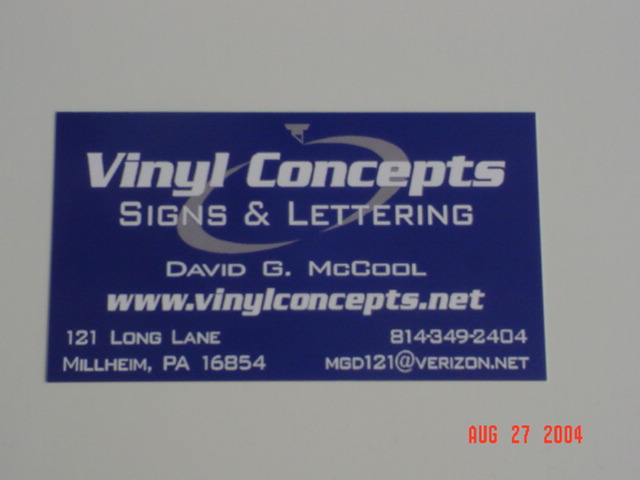 Vinyl Concepts
SIGNS & LETTERING
DAVID G. MCCOOL
www.vinylconcepts.net
121 LONG LANE 814-349-2404
MILLHEIM, PA 16854 MGD121@VERIZON.NET
AUG 27 2004